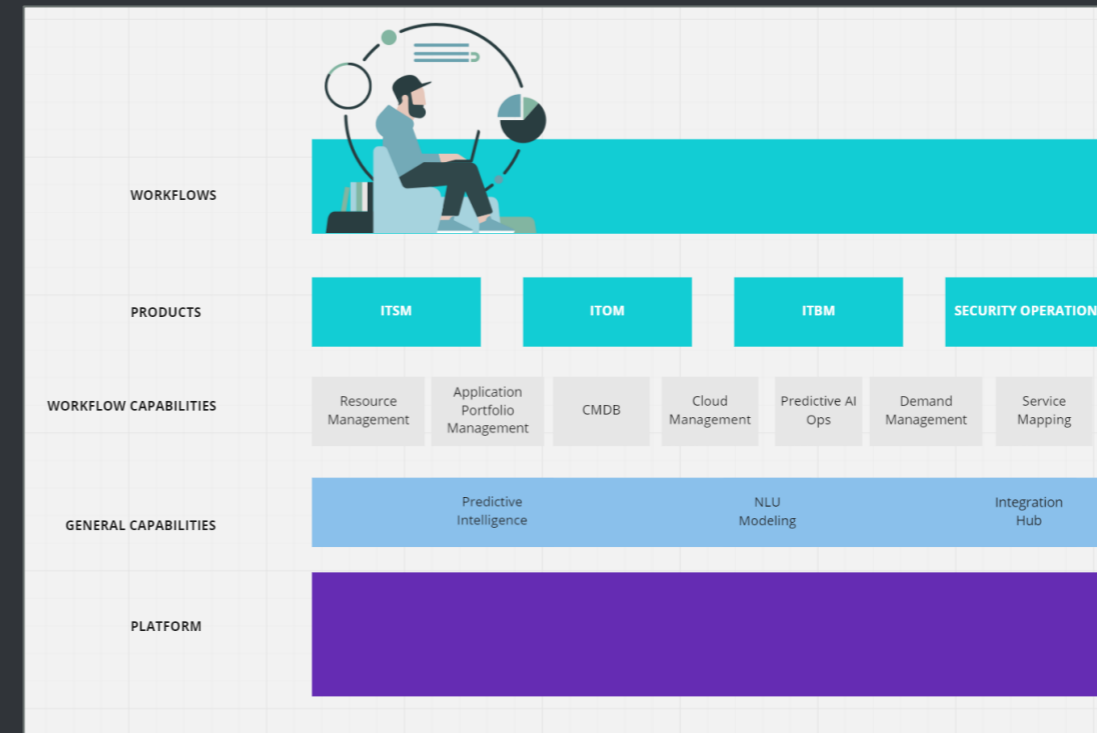 WORKFLOWS
PRODUCTS
ITSM
ITOM
ITBM
SECURITY OPERATION
WORKFLOW CAPABILITIES
Resource
Management
Application
Portfolio
Management
CMDB
Cloud
Management
Predictive AI
Ops
Demand
Management
Service
Mapping
GENERAL CAPABILITIES
Predictive
Intelligence
NLU
Modeling
Integration
Hub
PLATFORM